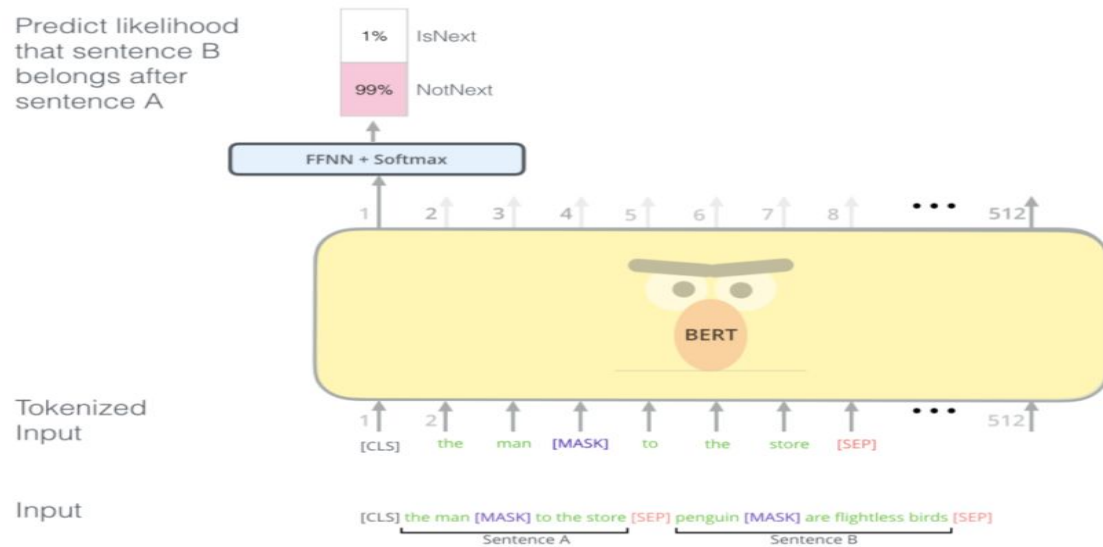 Predict likelihood
that sentence B
belongs after
sentence A
1% IsNext
99% NotNext
FFNN + Softmax
1 2 3 4 5 6 7 8 ••• 512
BERT
Tokenized
Input
1 2 ••• 512
[CLS] the man [MASK] to the store [SEP]
Input
[CLS] the man [MASK] to the store [SEP] penguin [MASK] are flightless birds [SEP]
Sentence A Sentence B